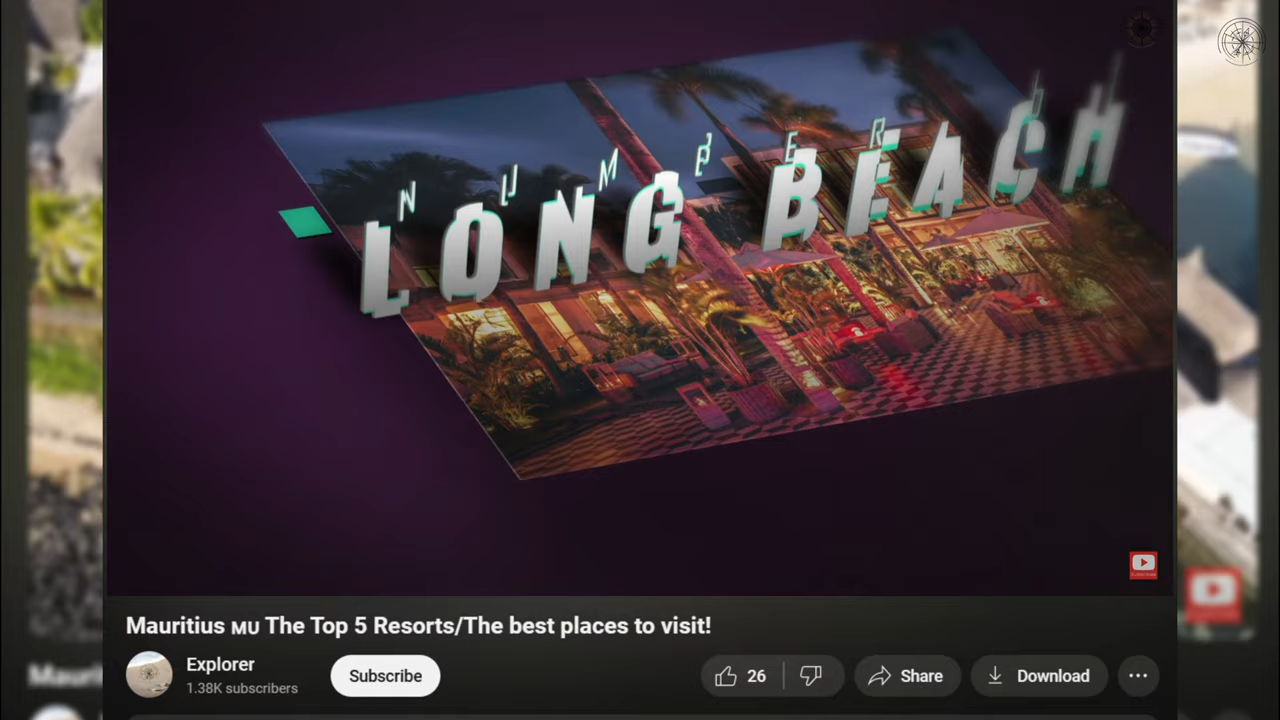 NUMBER
LONG BEACH
Mauritius MU The Top 5 Resorts/The best places to visit!
Explorer
1.38K subscribers
Subscribe
26
Share
Download